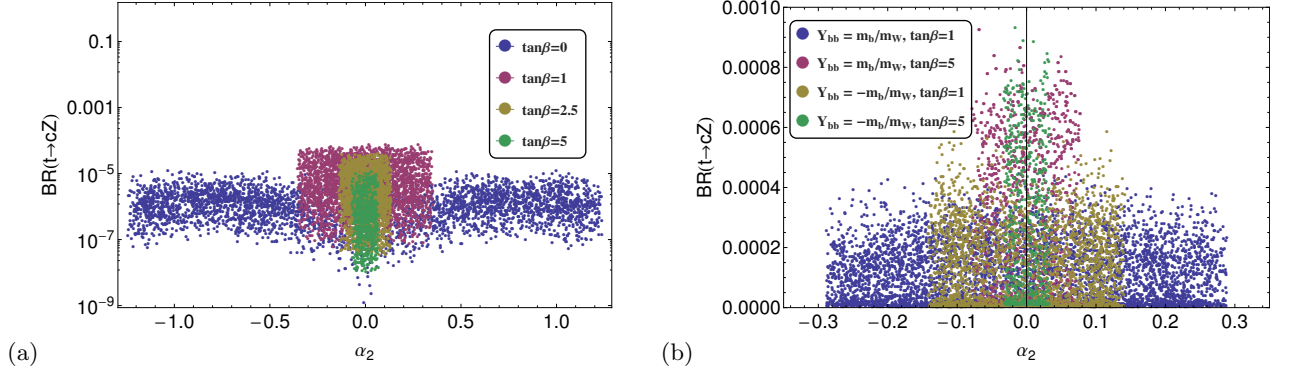 BR(t→cZ)
0.1
0.001
10⁻⁵
10⁻⁷
10⁻⁹
tanβ=0
tanβ=1
tanβ=2.5
tanβ=5
−1.0 −0.5 0.0 0.5 1.0
α₂
(a)
BR(t→cZ)
0.0010
0.0008
0.0006
0.0004
0.0002
0.0000
Y_bb = m_b/m_W, tanβ=1
Y_bb = m_b/m_W, tanβ=5
Y_bb = −m_b/m_W, tanβ=1
Y_bb = −m_b/m_W, tanβ=5
−0.3 −0.2 −0.1 0.0 0.1 0.2 0.3
α₂
(b)